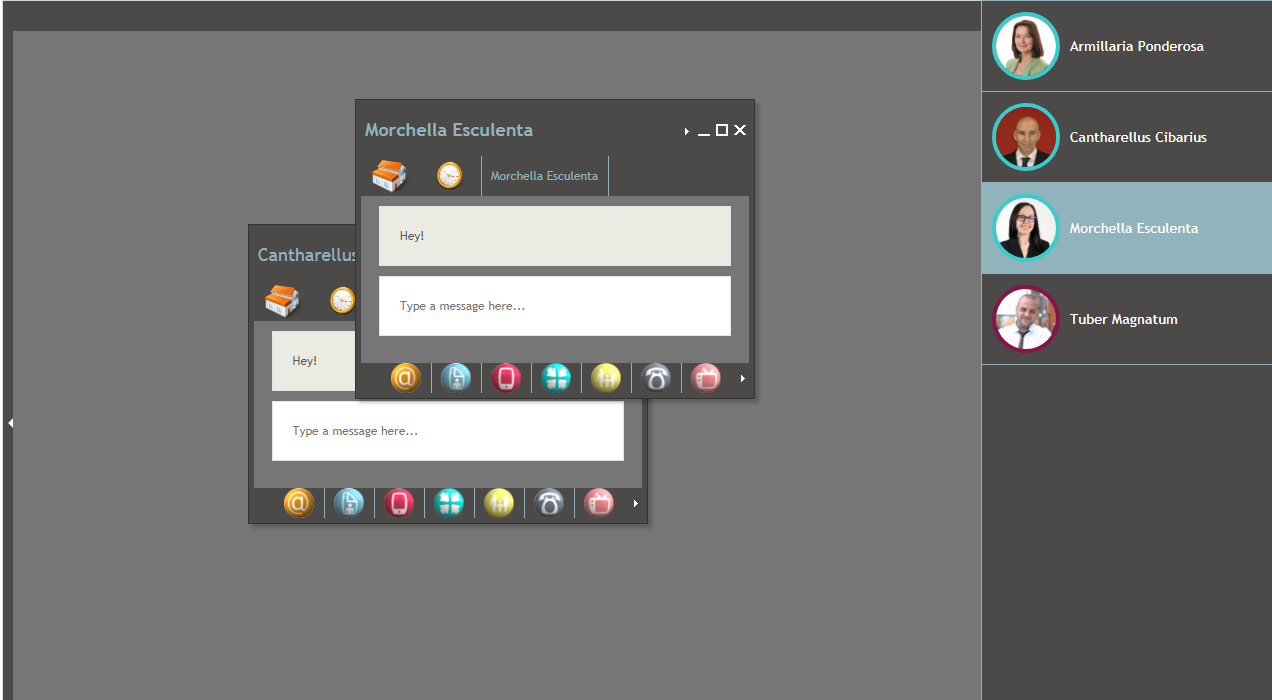 Morchella Esculenta
Morchella Esculenta
Hey!
Type a message here...
Cantharellus
Hey!
Type a message here...
Armillaria Ponderosa
Cantharellus Cibarius
Morchella Esculenta
Tuber Magnatum